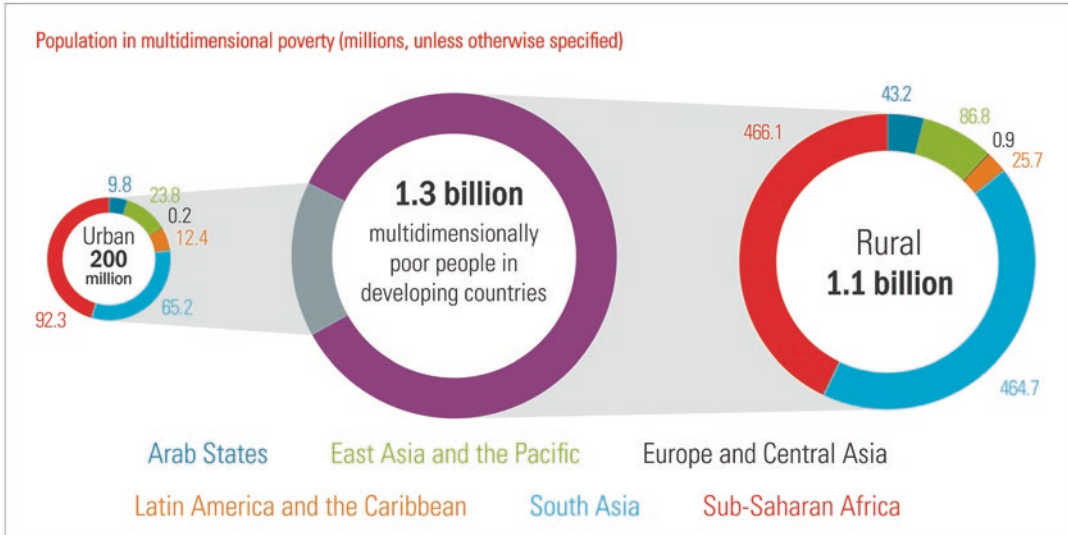 Population in multidimensional poverty (millions, unless otherwise specified)
9.8
23.8
0.2
12.4
65.2
92.3
Urban
200
million
1.3 billion
multidimensionally
poor people in
developing countries
43.2
86.8
0.9
25.7
464.7
466.1
Rural
1.1 billion
Arab States
East Asia and the Pacific
Europe and Central Asia
Latin America and the Caribbean
South Asia
Sub-Saharan Africa